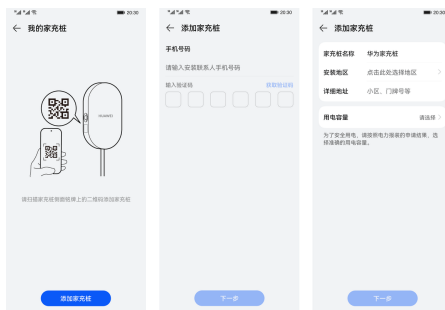 20:30
← 我的家充桩
HUAWEI
请扫描家充桩侧面铭牌上的二维码添加家充桩
添加家充桩
20:30
← 添加家充桩
手机号码
请输入安装联系人手机号码
输入验证码 获取验证码
下一步
20:30
← 添加家充桩
家充桩名称 华为家充桩
安装地区 点击此处选择地区
详细地址 小区、门牌号等
用电容量 请选择
为了安全用电，请按照电力报装的申请结果，选
择准确的用电容量。
下一步